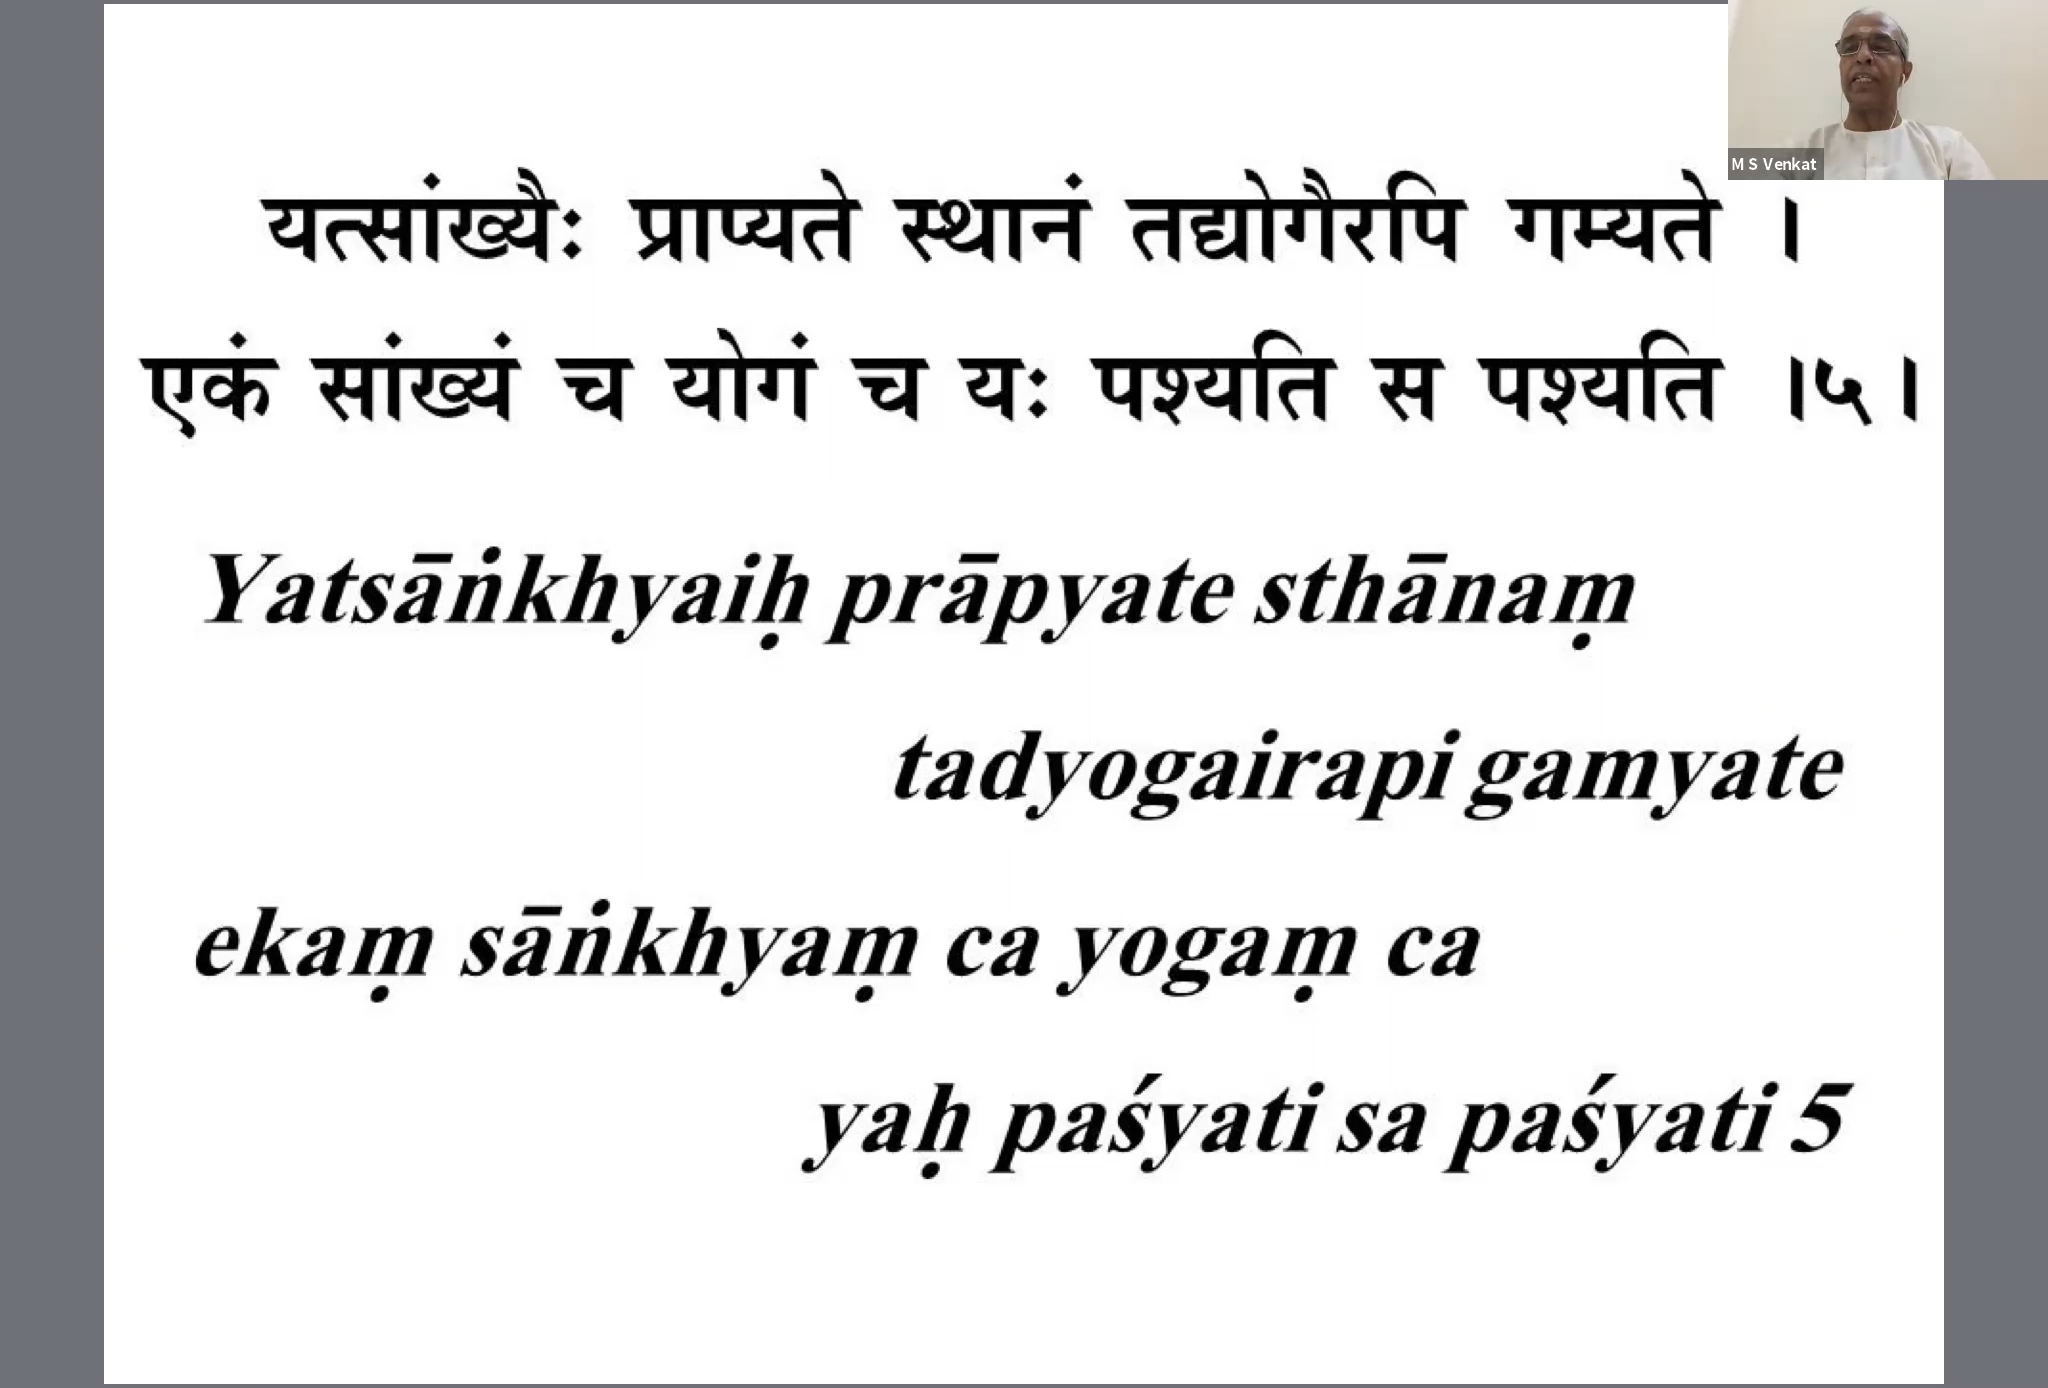 M S Venkat
यत्सांख्यैः प्राप्यते स्थानं तद्योगैरपि गम्यते ।
एकं सांख्यं च योगं च यः पश्यति स पश्यति ।५।
Yatsāṅkhyaiḥ prāpyate sthānaṃ
tadyogairapi gamyate
ekaṃ sāṅkhyaṃ ca yogaṃ ca
yaḥ paśyati sa paśyati 5